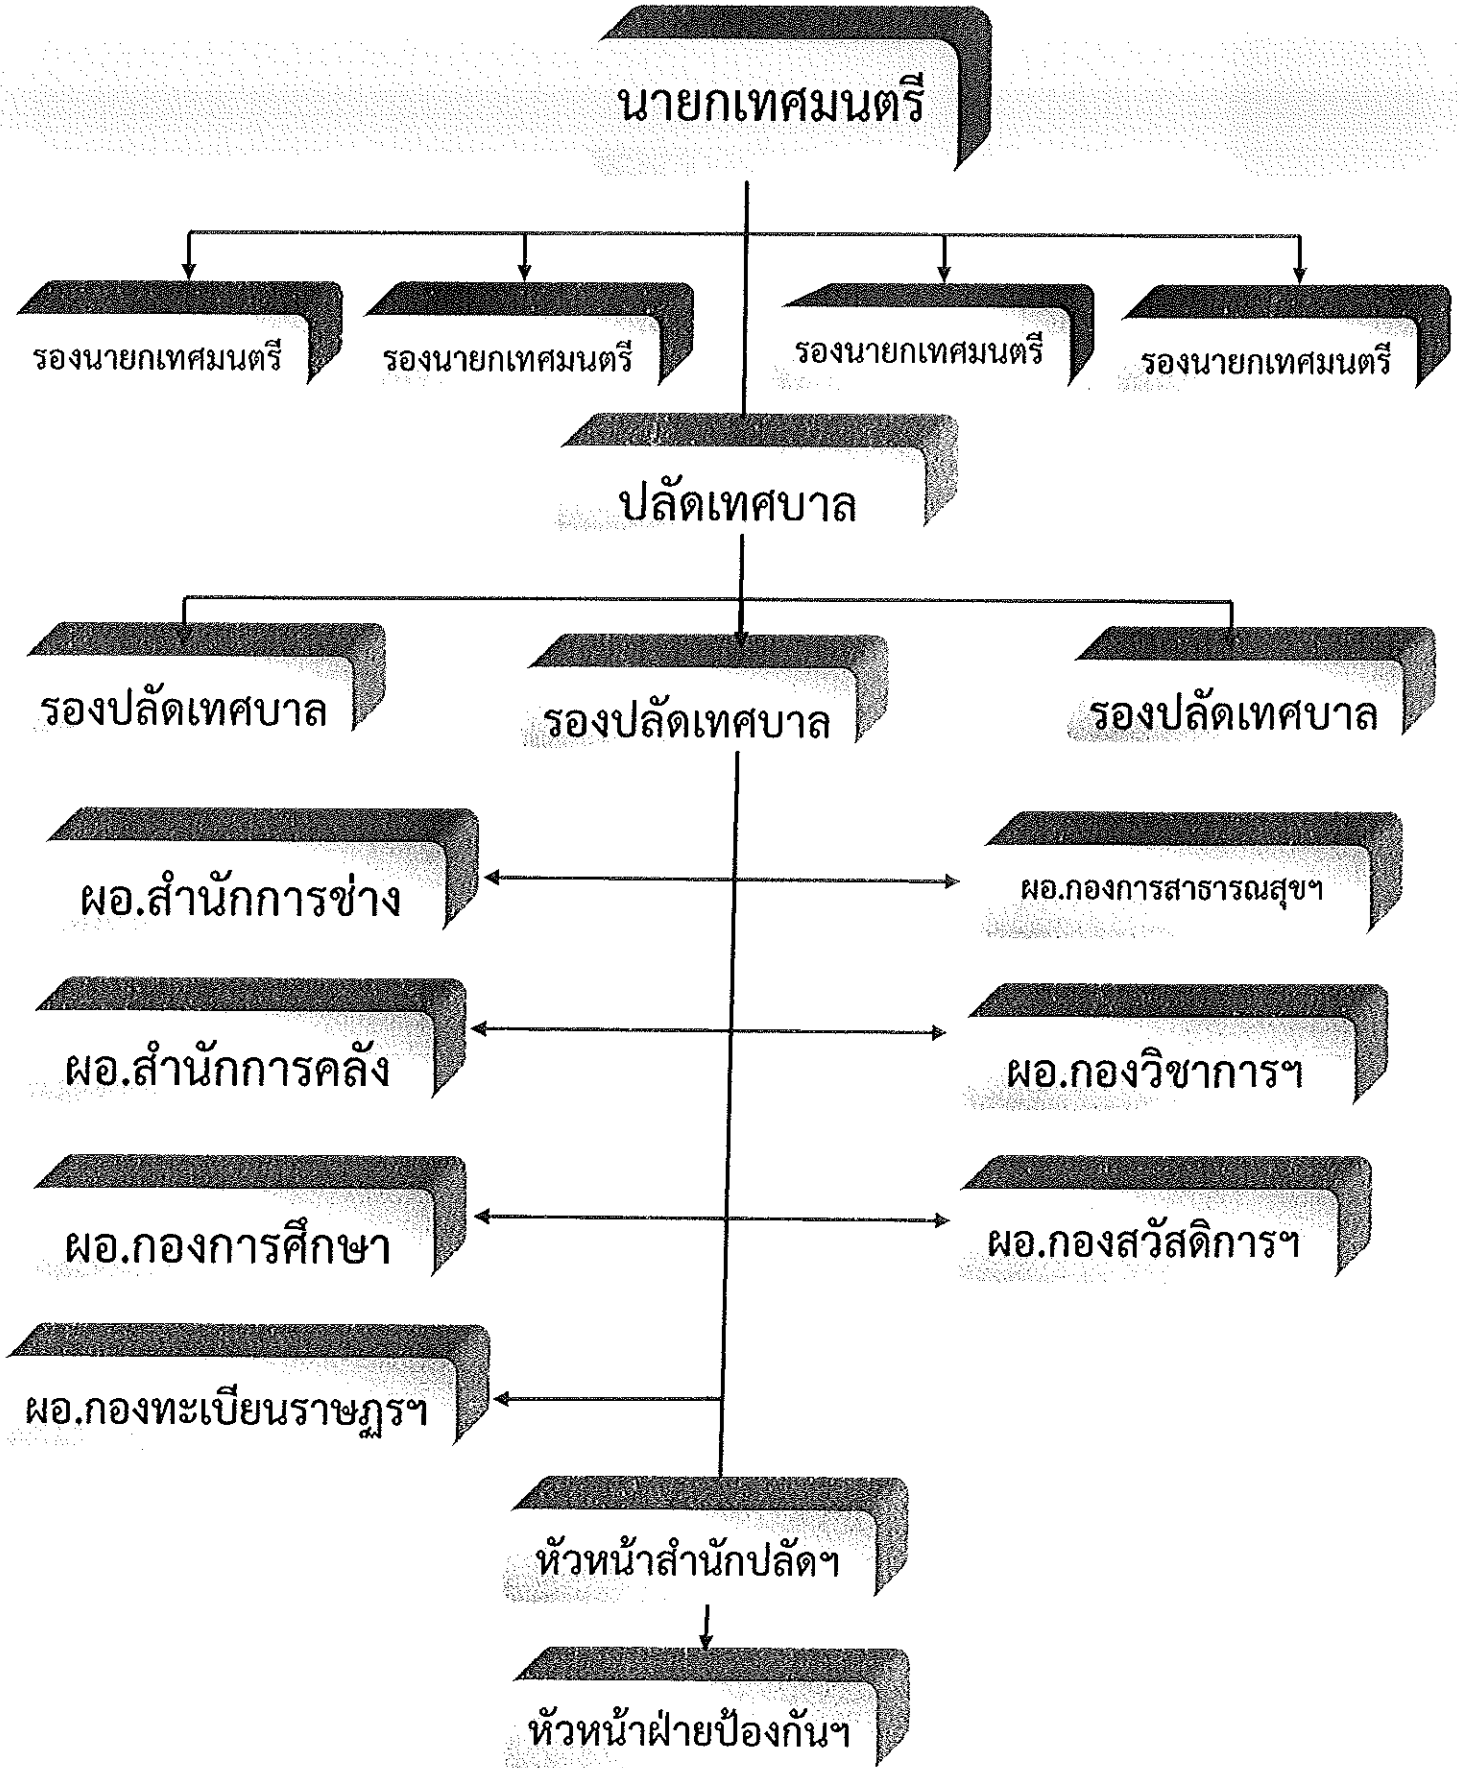 นายกเทศมนตรี
รองนายกเทศมนตรี
รองนายกเทศมนตรี
รองนายกเทศมนตรี
รองนายกเทศมนตรี
ปลัดเทศบาล
รองปลัดเทศบาล
รองปลัดเทศบาล
รองปลัดเทศบาล
ผอ.สำนักการช่าง
ผอ.กองการสาธารณสุขฯ
ผอ.สำนักการคลัง
ผอ.กองวิชาการฯ
ผอ.กองการศึกษา
ผอ.กองสวัสดิการฯ
ผอ.กองทะเบียนราษฎรฯ
หัวหน้าสำนักปลัดฯ
หัวหน้าฝ่ายป้องกันฯ